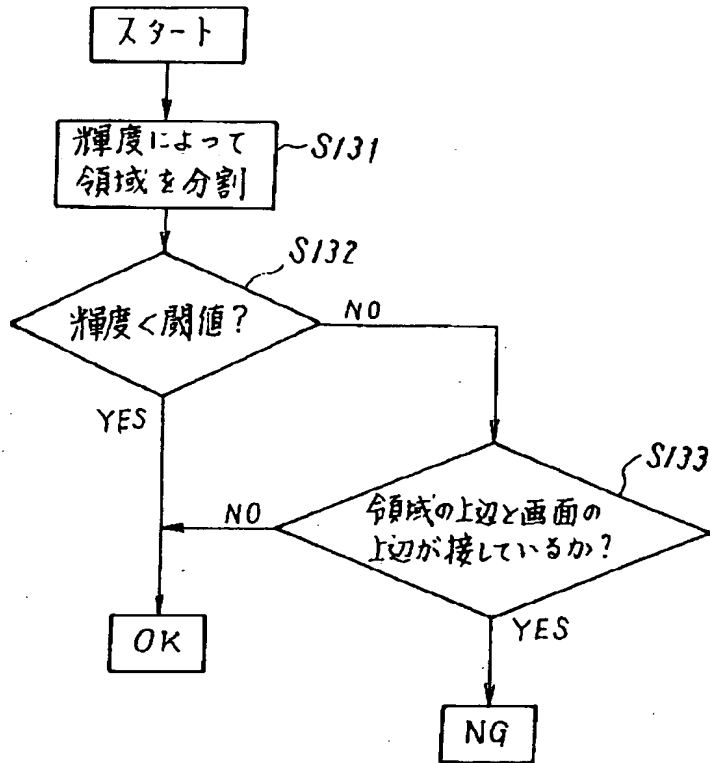 スタート
輝度によって
領域を分割
S131
S132
輝度<閾値?
NO
YES
S133
領域の上辺と画面の
上辺が接しているか?
NO
YES
OK
NG